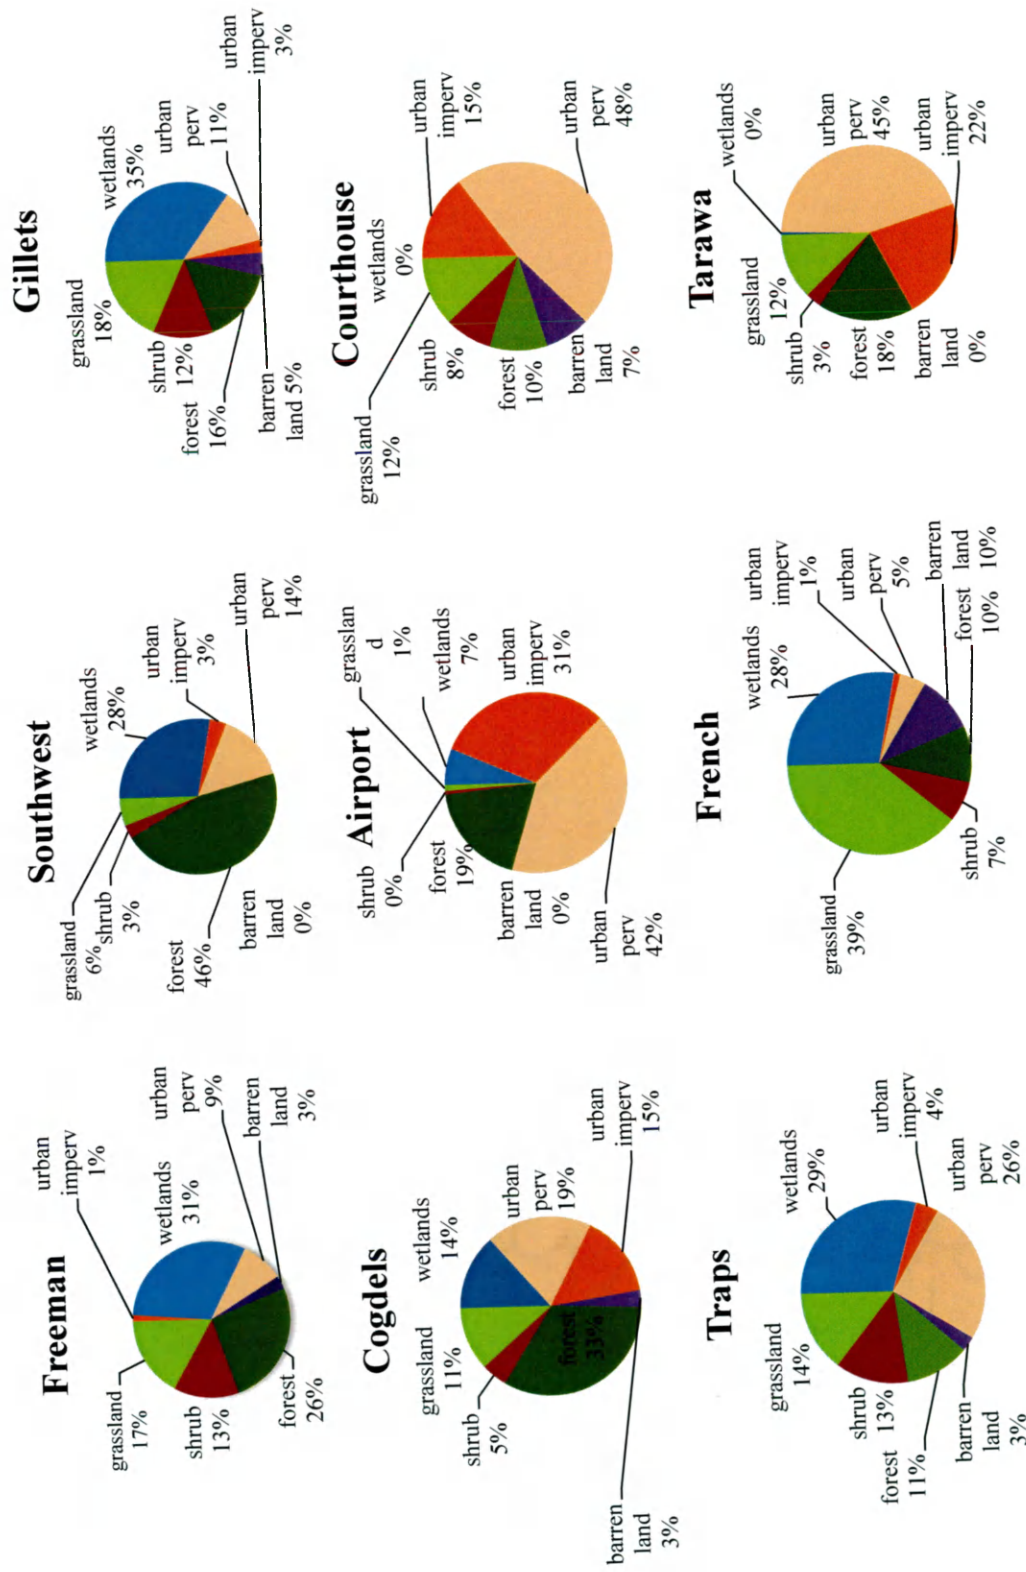 Freeman
urban
imperv
1%
grassland
17%
wetlands
31%
shrub
13%
urban
perv
9%
forest
26%
barren
land
3%
Southwest
grassland
6%
wetlands
28%
shrub
3%
urban
imperv
3%
forest
46%
urban
perv
14%
barren
land
0%
Gillets
grassland
18%
wetlands
35%
shrub
12%
urban
perv
11%
forest
16%
urban
imperv
3%
barren
land 5%
Cogdels
grassland
11%
wetlands
14%
shrub
5%
urban
perv
19%
forest
33%
urban
imperv
15%
barren
land
3%
Airport
shrub
0%
grasslan
d
1%
wetlands
7%
forest
19%
urban
imperv
31%
barren
land
0%
urban
perv
42%
Courthouse
grassland
12%
wetlands
0%
urban
imperv
15%
shrub
8%
forest
10%
urban
perv
48%
barren
land
7%
Traps
grassland
14%
wetlands
29%
shrub
13%
urban
imperv
4%
forest
11%
urban
perv
26%
barren
land
3%
French
wetlands
28%
urban
imperv
1%
grassland
39%
urban
perv
5%
shrub
7%
barren
land
10%
forest
10%
Tarawa
grassland
12%
wetlands
0%
shrub
3%
urban
perv
45%
forest
18%
urban
imperv
22%
barren
land
0%